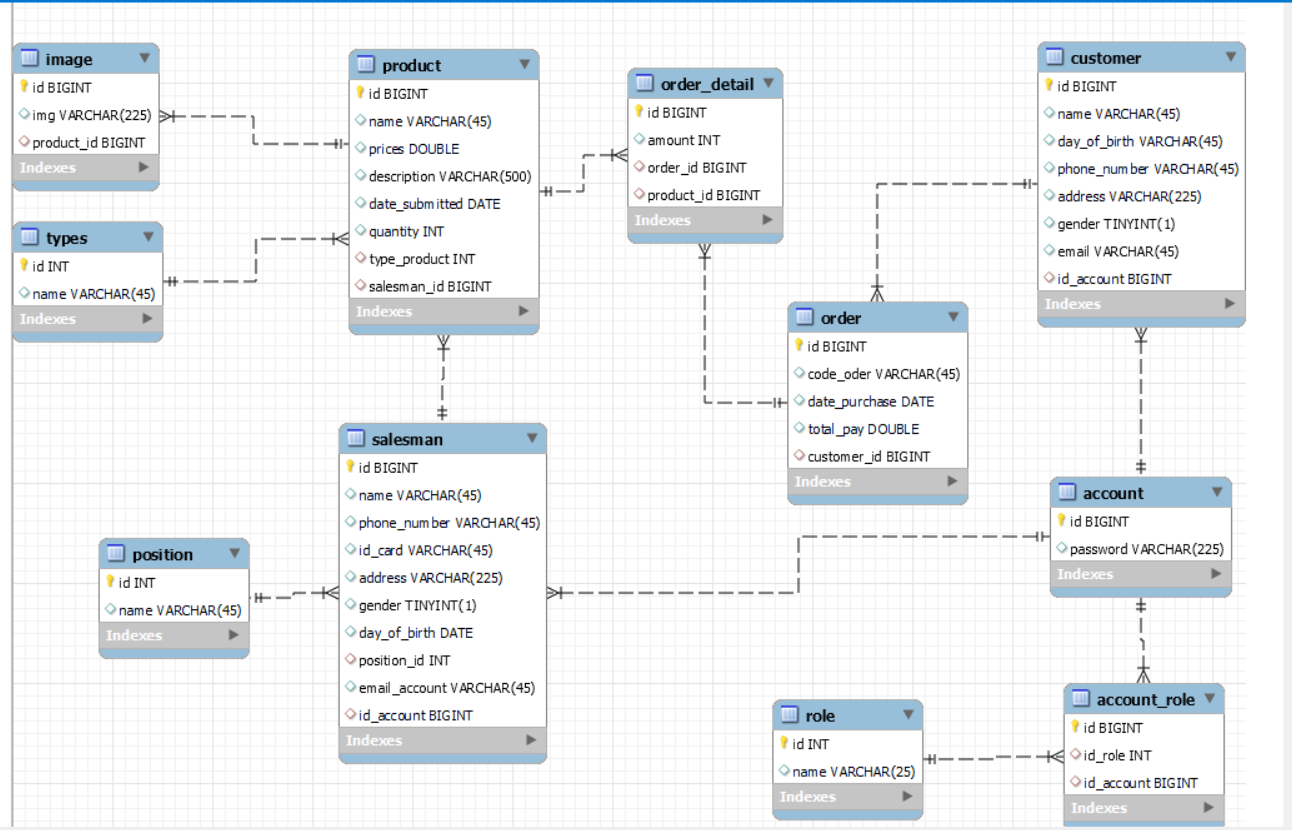 image
id BIGINT
img VARCHAR(225)
product_id BIGINT
Indexes
types
id INT
name VARCHAR(45)
Indexes
product
id BIGINT
name VARCHAR(45)
prices DOUBLE
description VARCHAR(500)
date_submitted DATE
quantity INT
type_product INT
salesman_id BIGINT
Indexes
order_detail
id BIGINT
amount INT
order_id BIGINT
product_id BIGINT
Indexes
customer
id BIGINT
name VARCHAR(45)
day_of_birth VARCHAR(45)
phone_number VARCHAR(45)
address VARCHAR(225)
gender TINYINT(1)
email VARCHAR(45)
id_account BIGINT
Indexes
order
id BIGINT
code_oder VARCHAR(45)
date_purchase DATE
total_pay DOUBLE
customer_id BIGINT
Indexes
salesman
id BIGINT
name VARCHAR(45)
phone_number VARCHAR(45)
id_card VARCHAR(45)
address VARCHAR(225)
gender TINYINT(1)
day_of_birth DATE
position_id INT
email_account VARCHAR(45)
id_account BIGINT
Indexes
position
id INT
name VARCHAR(45)
Indexes
account
id BIGINT
password VARCHAR(225)
Indexes
role
id INT
name VARCHAR(25)
Indexes
account_role
id BIGINT
id_role INT
id_account BIGINT
Indexes